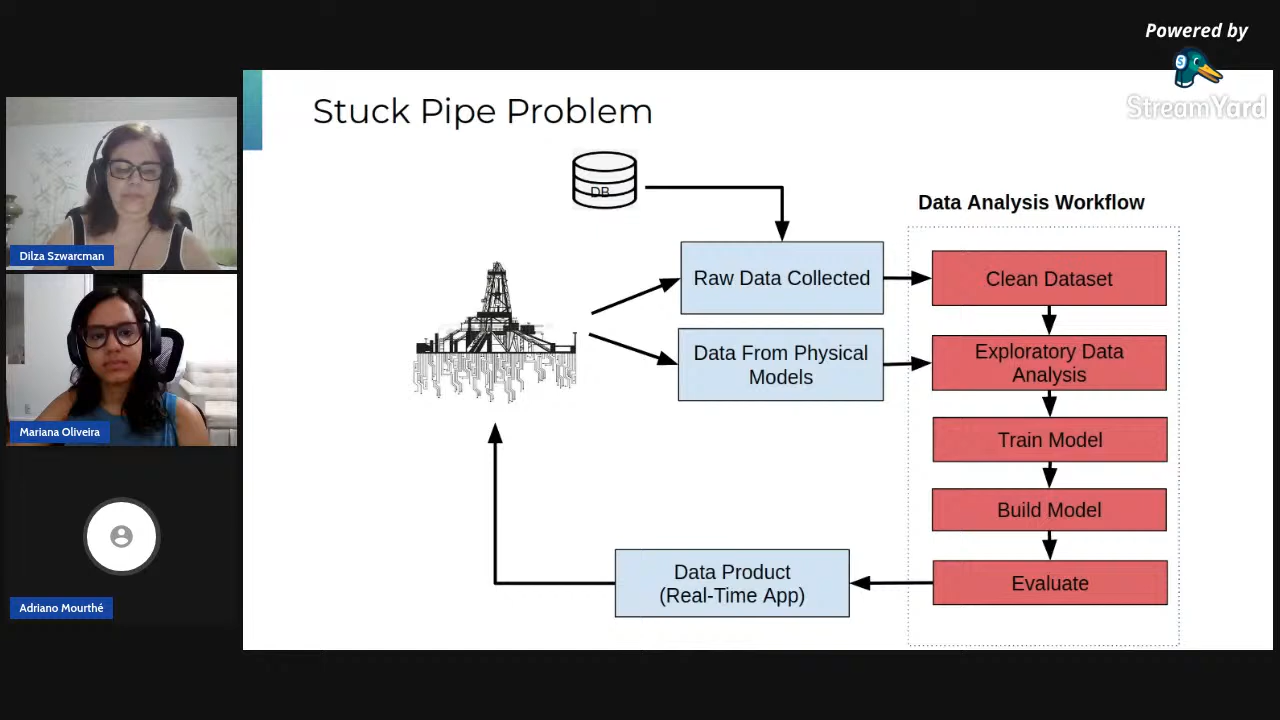 Powered by
StreamYard
Dilza Szwarcman
Mariana Oliveira
Adriano Mourthé
Stuck Pipe Problem
DB
Data Analysis Workflow
Raw Data Collected
Data From Physical
Models
Clean Dataset
Exploratory Data
Analysis
Train Model
Build Model
Evaluate
Data Product
(Real-Time App)